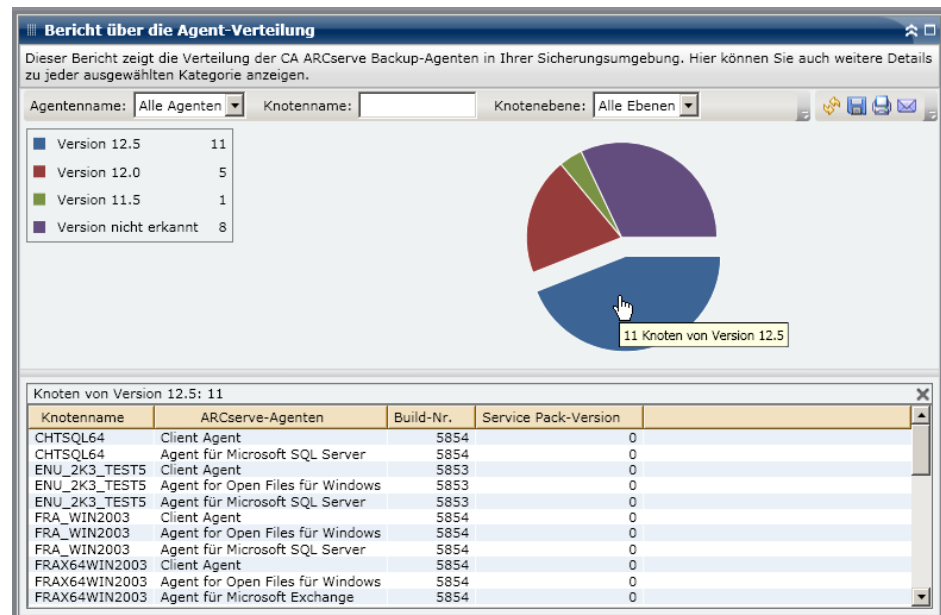 Bericht über die Agent-Verteilung
Dieser Bericht zeigt die Verteilung der CA ARCserve Backup-Agenten in Ihrer Sicherungsumgebung. Hier können Sie auch weitere Details
zu jeder ausgewählten Kategorie anzeigen.
Agentenname: Alle Agenten Knotenname: Knotenebene: Alle Ebenen
Version 12.5 11
Version 12.0 5
Version 11.5 1
Version nicht erkannt 8
11 Knoten von Version 12.5
Knoten von Version 12.5: 11
Knotenname ARCserve-Agenten Build-Nr. Service Pack-Version
CHTSQL64 Client Agent 5854 0
CHTSQL64 Agent für Microsoft SQL Server 5854 0
ENU_2K3_TEST5 Client Agent 5853 0
ENU_2K3_TEST5 Agent for Open Files für Windows 5853 0
ENU_2K3_TEST5 Agent für Microsoft SQL Server 5853 0
FRA_WIN2003 Client Agent 5854 0
FRA_WIN2003 Agent for Open Files für Windows 5854 0
FRA_WIN2003 Agent für Microsoft SQL Server 5854 0
FRAX64WIN2003 Client Agent 5854 0
FRAX64WIN2003 Agent for Open Files für Windows 5854 0
FRAX64WIN2003 Agent für Microsoft Exchange 5854 0